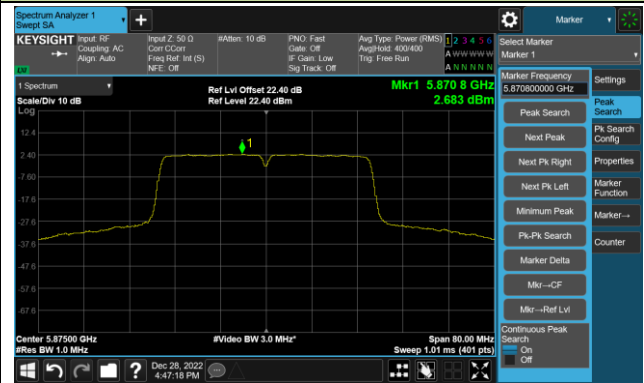 Spectrum Analyzer 1
Swept SA
Marker
KEYSIGHT
Input: RF
Coupling: AC
Align: Auto
Input Z: 50 Ω
Corr CCorr
Freq Ref: Int (S)
NFE: Off
#Atten: 10 dB
PNO: Fast
Gate: Off
IF Gain: Low
Sig Track: Off
Avg Type: Power (RMS)
Avg|Hold: 400/400
Trig: Free Run
1 2 3 4 5 6
A W W W W W
A N N N N N
Select Marker
Marker 1
LXI
1 Spectrum
Scale/Div 10 dB
Log
Ref Lvl Offset 22.40 dB
Ref Level 22.40 dBm
Mkr1 5.870 8 GHz
2.683 dBm
1
12.4
2.40
-7.60
-17.6
-27.6
-37.6
-47.6
-57.6
-67.6
Center 5.87500 GHz
#Res BW 1.0 MHz
#Video BW 3.0 MHz*
Span 80.00 MHz
Sweep 1.01 ms (401 pts)
Marker Frequency
5.870800000 GHz
Peak Search
Next Peak
Next Pk Right
Next Pk Left
Minimum Peak
Pk-Pk Search
Marker Delta
Mkr→CF
Mkr→Ref Lvl
Continuous Peak
Search
On
Off
Settings
Peak
Search
Pk Search
Config
Properties
Marker
Function
Marker→
Counter
Dec 28, 2022
4:47:18 PM